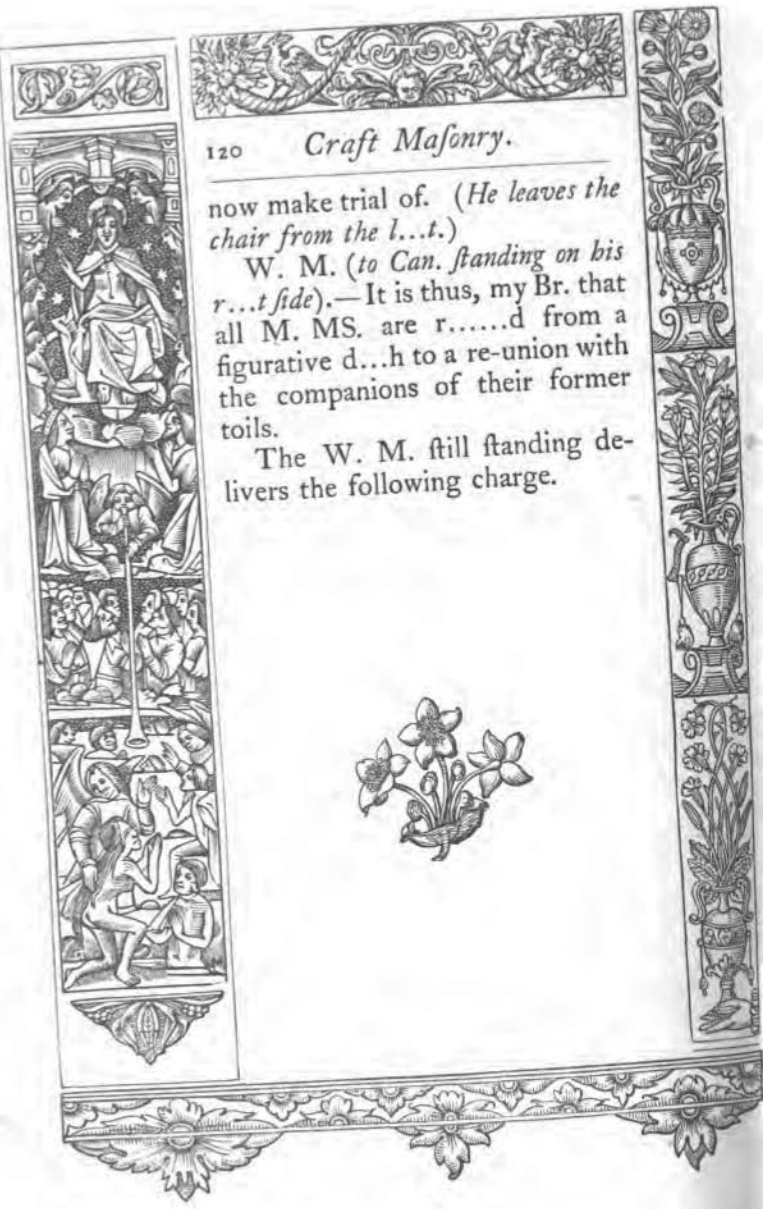 120 Craft Maſonry.
now make trial of. (He leaves the
chair from the l...t.)
W. M. (to Can. ſtanding on his
r...t ſide).—It is thus, my Br. that
all M. MS. are r......d from a
figurative d...h to a re-union with
the companions of their former
toils.
The W. M. ſtill ſtanding de-
livers the following charge.